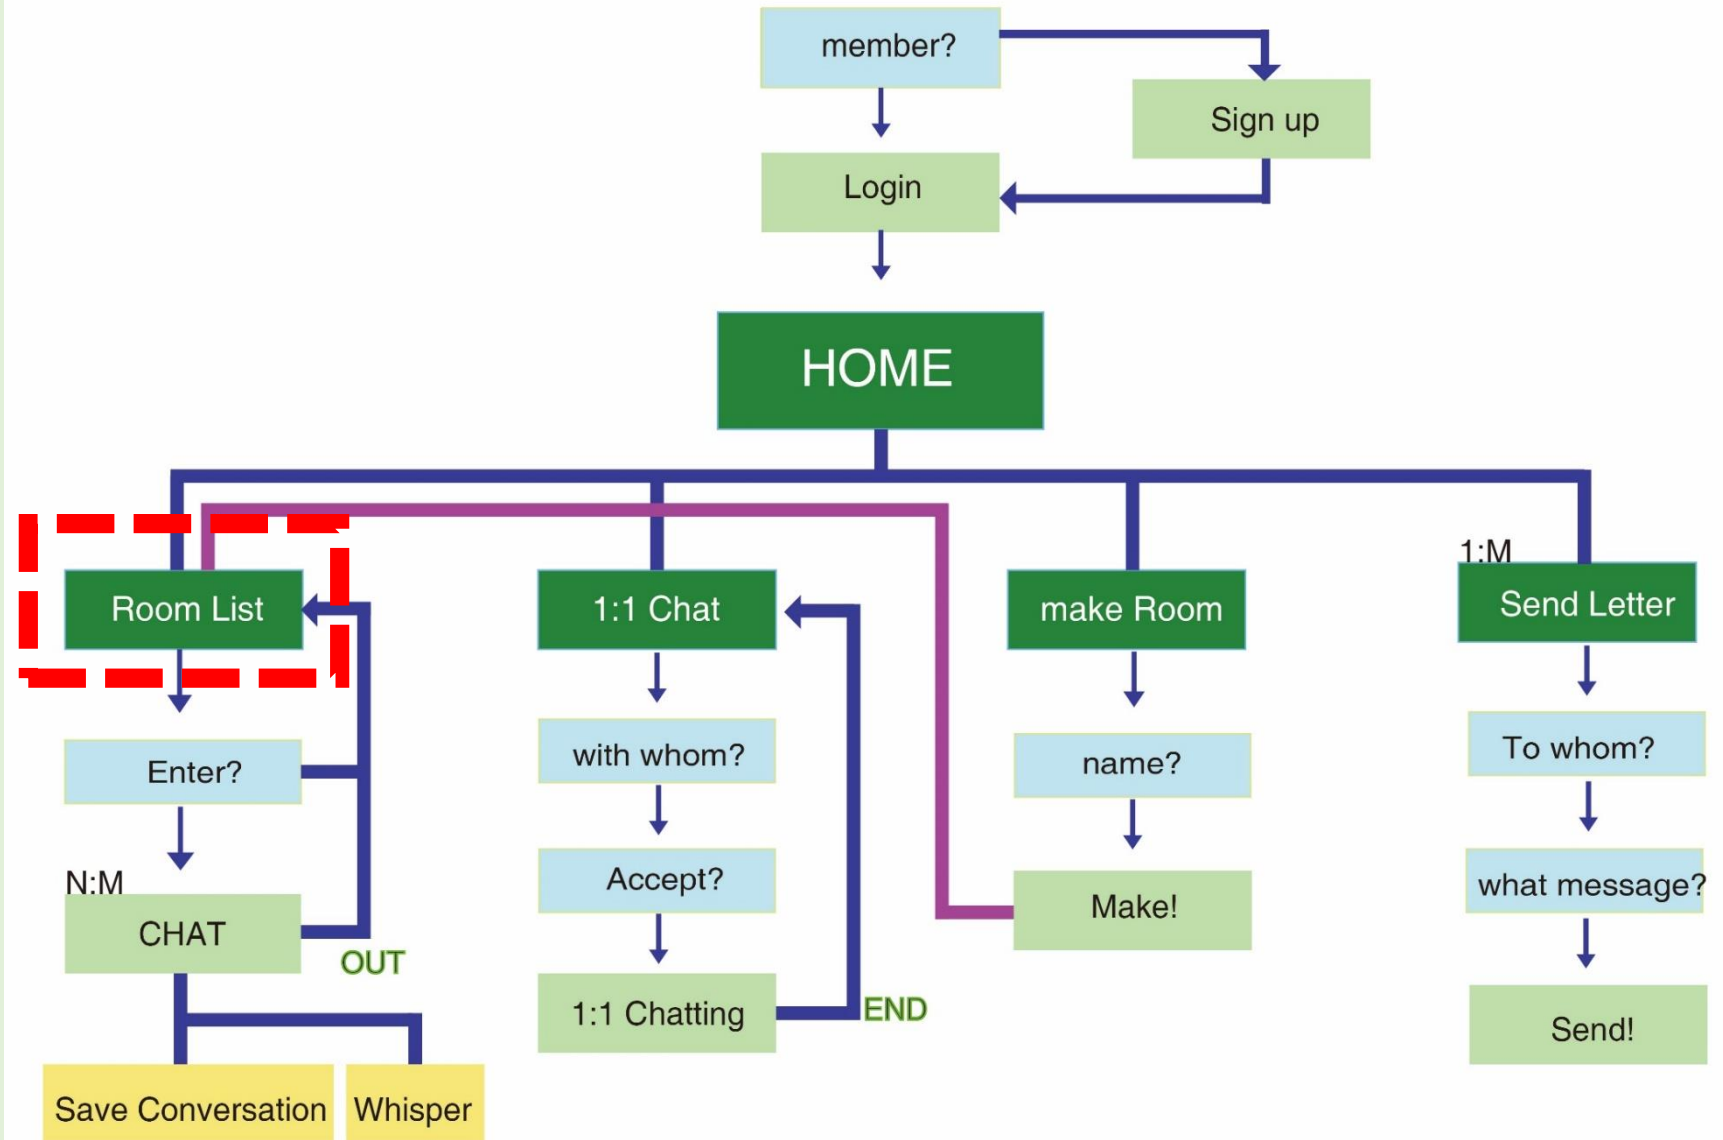 member?
Sign up
Login
HOME
Room List
Enter?
N:M
CHAT
OUT
Save Conversation
Whisper
1:1 Chat
with whom?
Accept?
1:1 Chatting
END
make Room
name?
Make!
1:M
Send Letter
To whom?
what message?
Send!